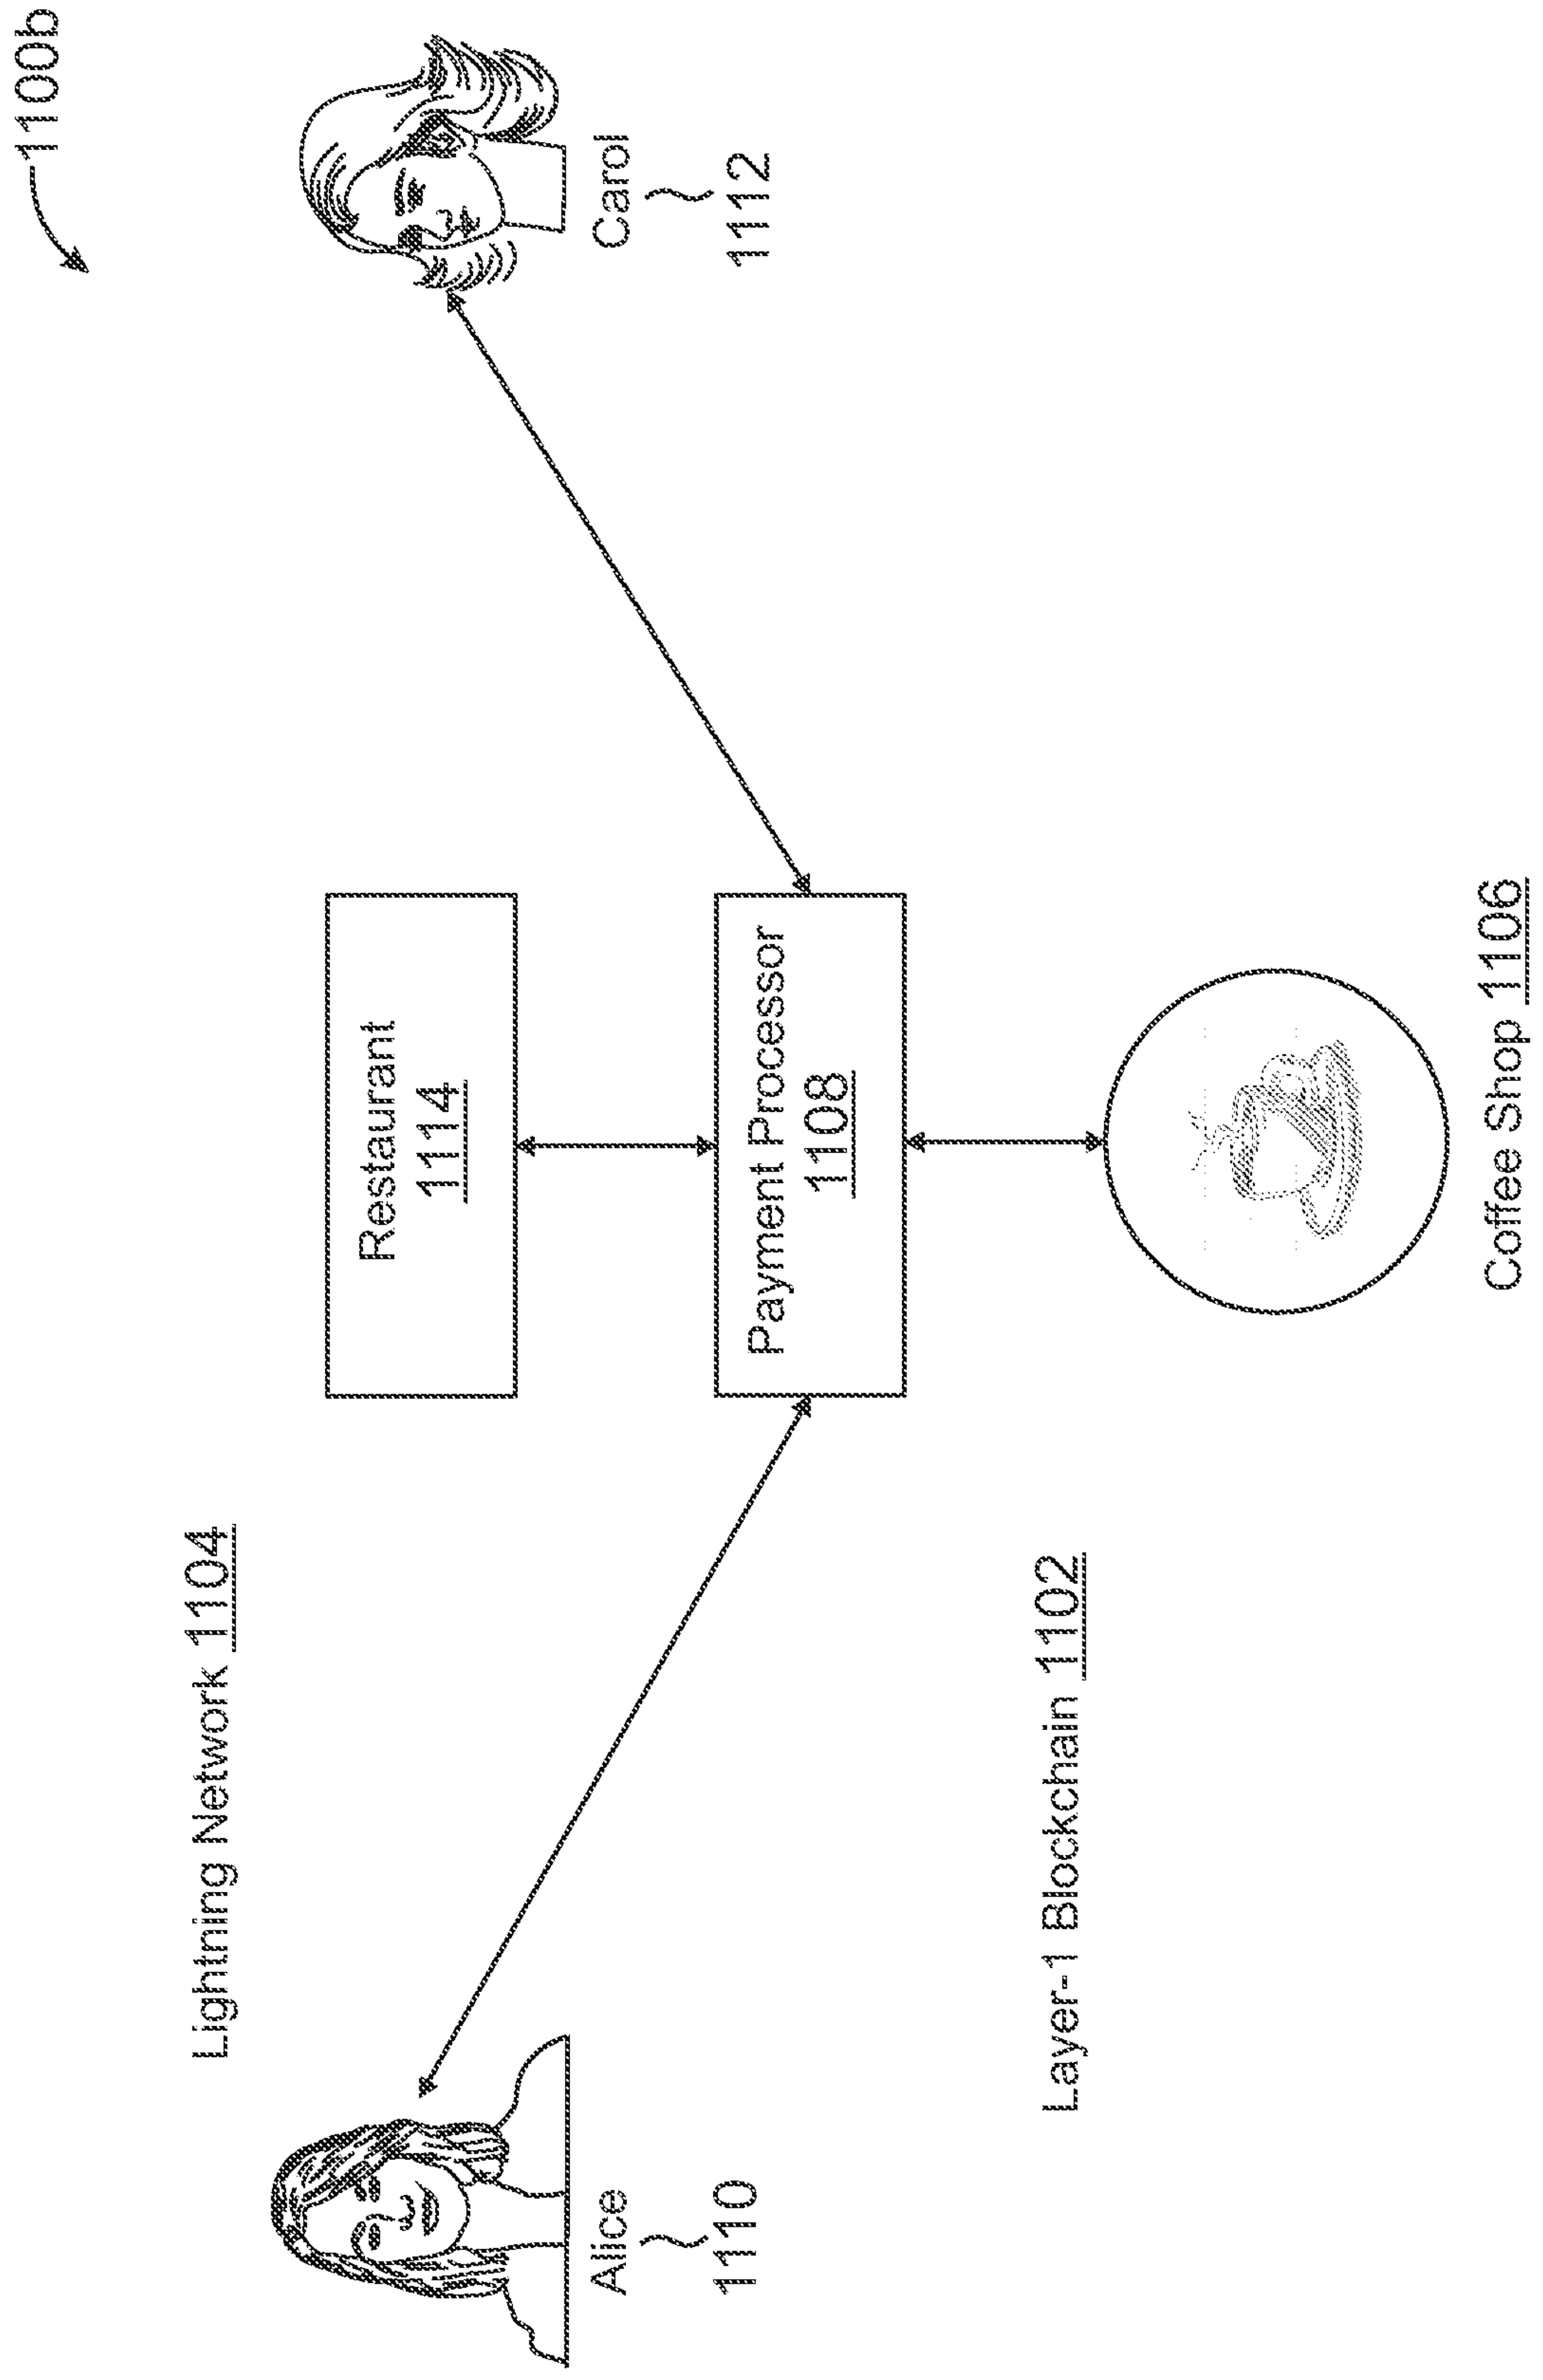 1100b
Lightning Network 1104
Restaurant
1114
Alice
1110
Carol
1112
Payment Processor
1108
Layer-1 Blockchain 1102
Coffee Shop 1106